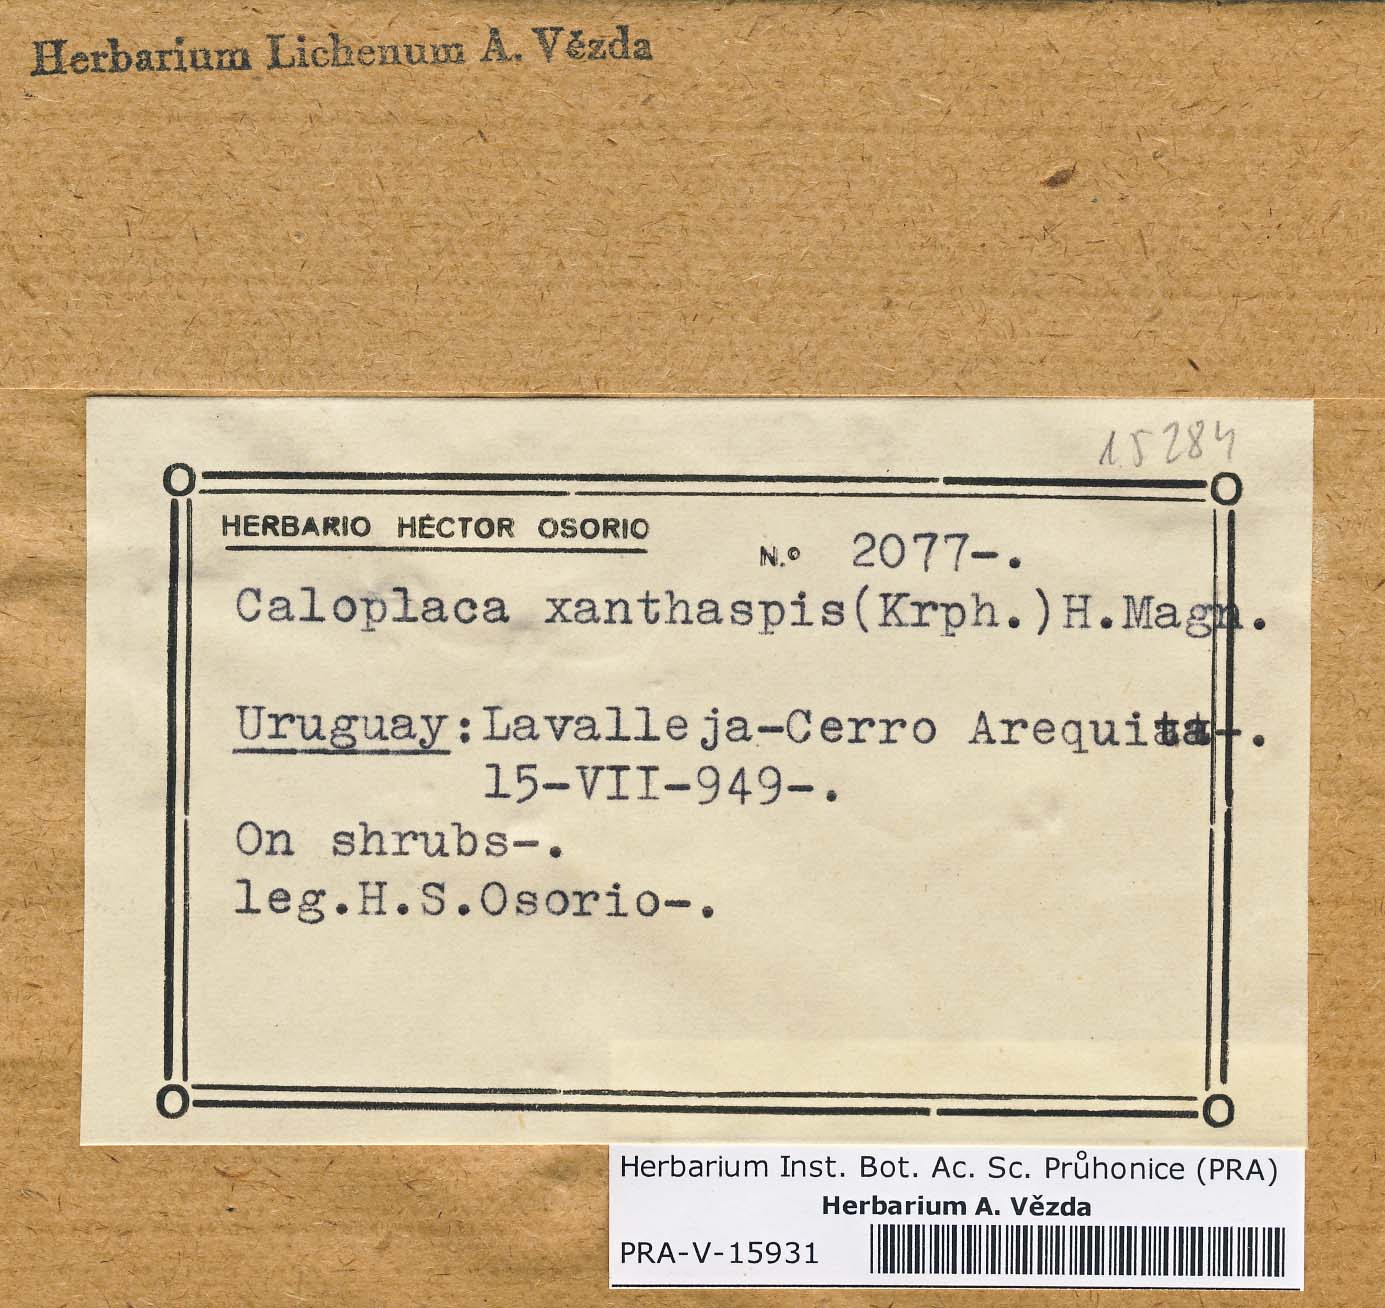 Herbarium Lichenum A. Vězda
15284
HERBARIO HÉCTOR OSORIO
N.º 2077-.
Caloplaca xanthaspis(Krph.)H.Magn.
Uruguay:Lavalleja-Cerro Arequita-.
15-VII-949-.
On shrubs-.
leg.H.S.Osorio-.
Herbarium Inst. Bot. Ac. Sc. Průhonice (PRA)
Herbarium A. Vězda
PRA-V-15931